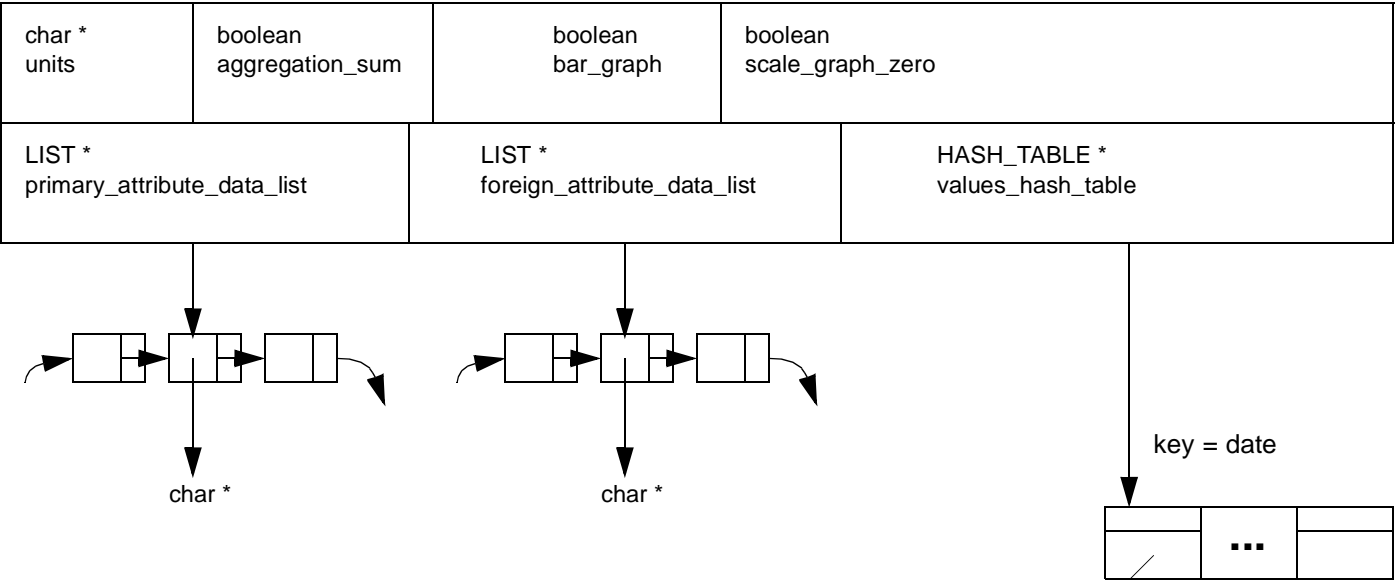 char *
units
boolean
aggregation_sum
boolean
bar_graph
boolean
scale_graph_zero
LIST *
primary_attribute_data_list
LIST *
foreign_attribute_data_list
HASH_TABLE *
values_hash_table
key = date
char *
char *
...